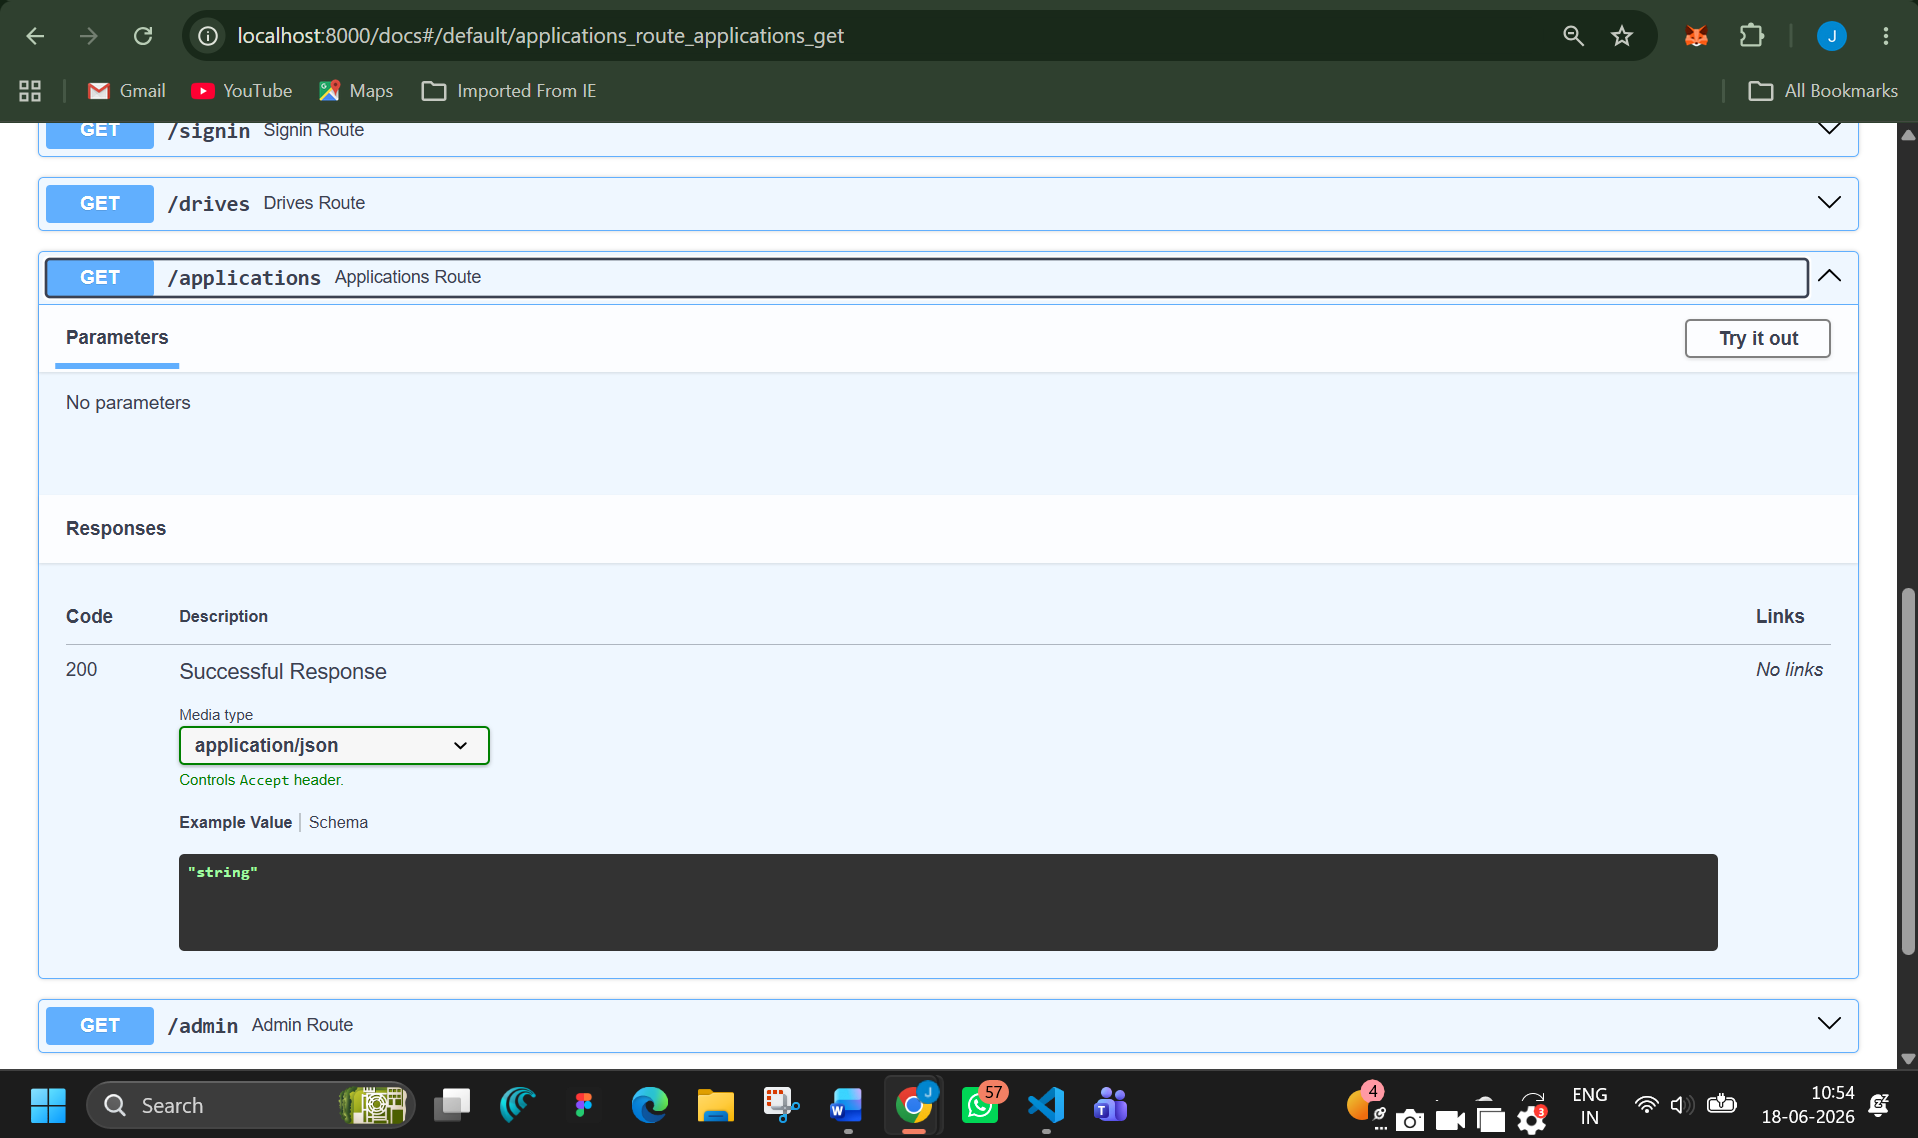 localhost:8000/docs#/default/applications_route_applications_get
J
Gmail
YouTube
Maps
Imported From IE
All Bookmarks
GET /signin Signin Route
GET /drives Drives Route
GET /applications Applications Route
Parameters
Try it out
No parameters
Responses
Code Description Links
200 Successful Response No links
Media type
application/json
Controls Accept header.
Example Value Schema
"string"
GET /admin Admin Route
Search
J
57
4
3
ENG
IN
10:54
18-06-2026